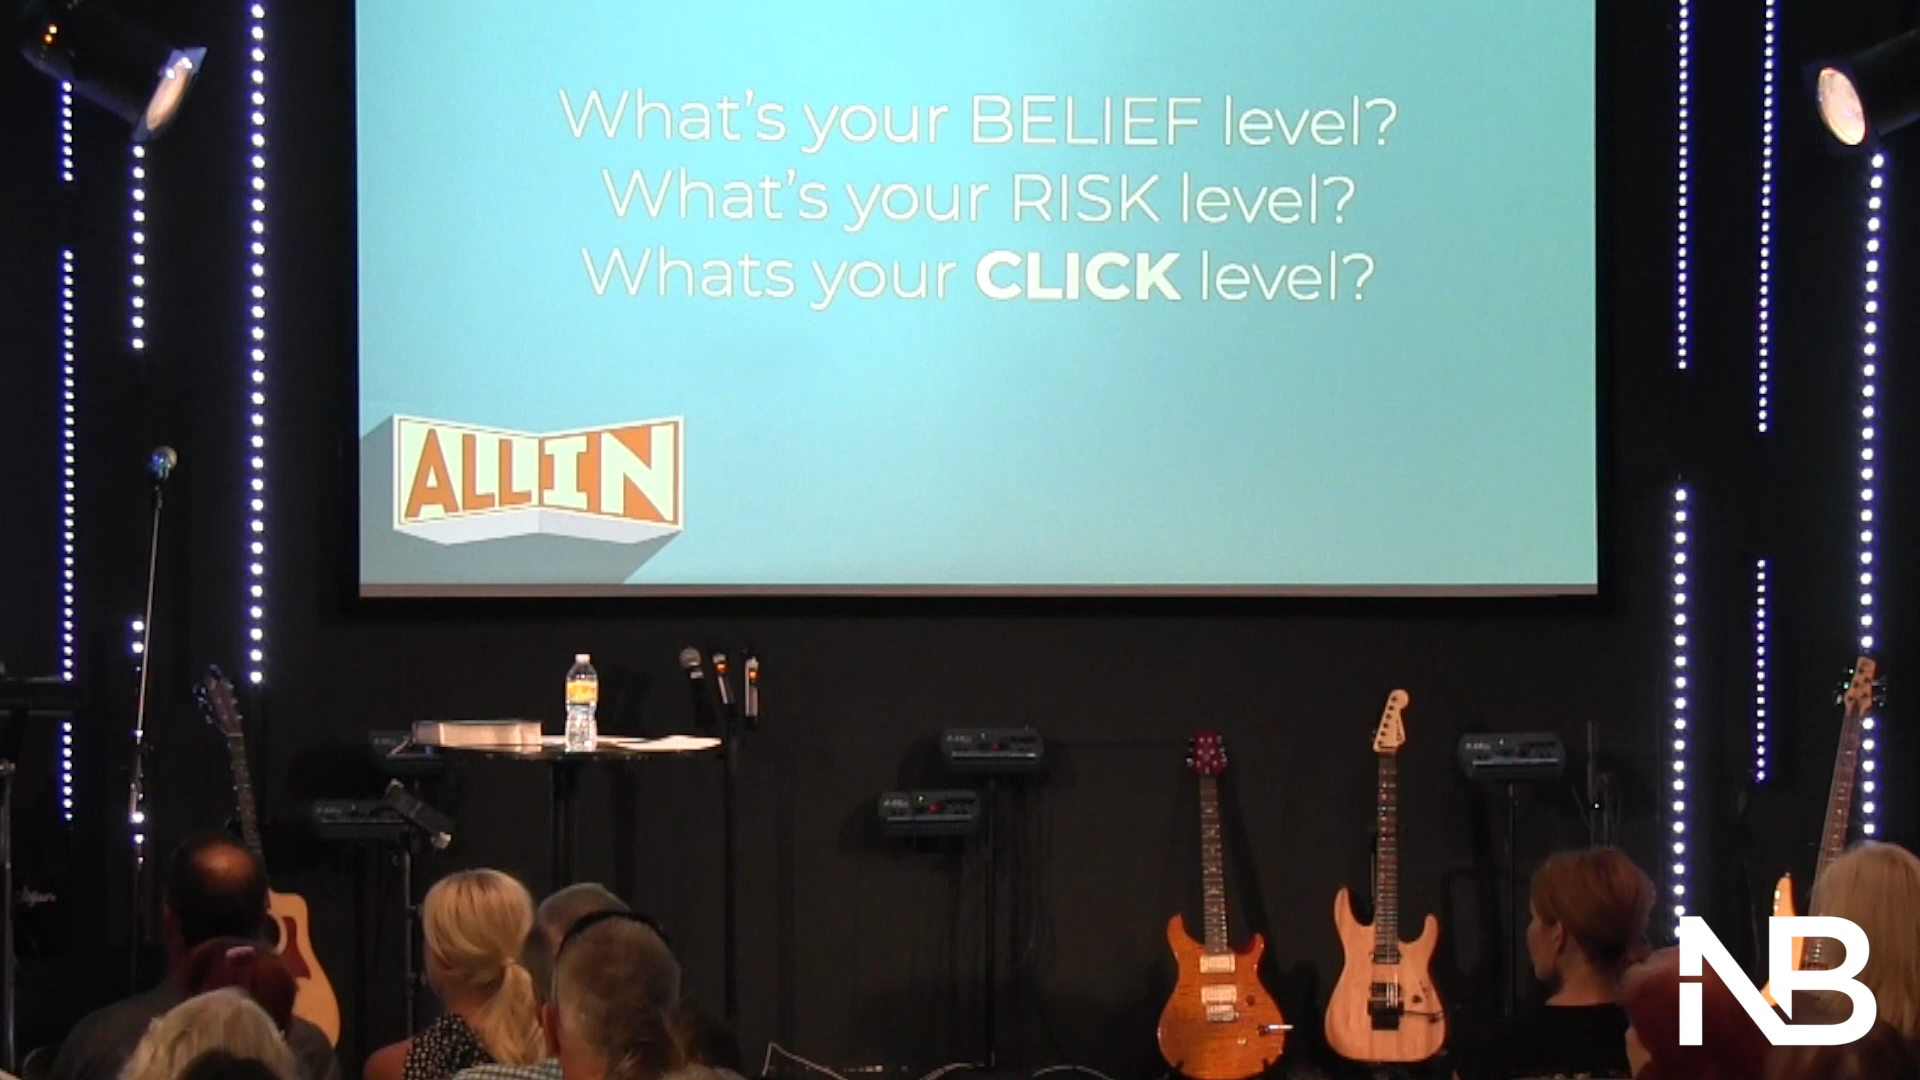 What's your BELIEF level?
What's your RISK level?
Whats your CLICK level?
ALL IN
NB